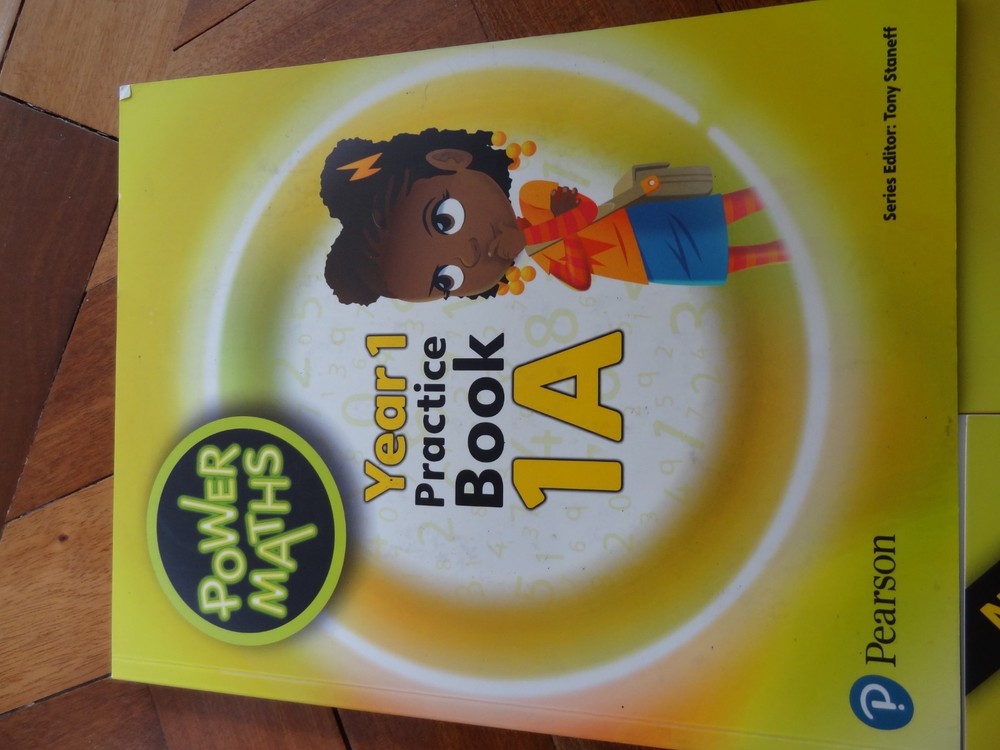 POWER
MATHS
Year 1
Practice
Book
1A
Pearson
Series Editor: Tony Staneff